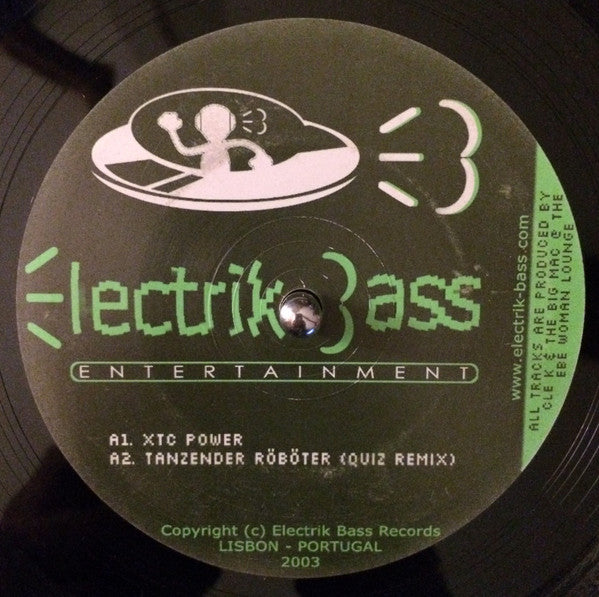 Electrik Bass
ENTERTAINMENT
A1. XTC POWER
A2. TANZENDER RÖBÖTER (QUIZ REMIX)
Copyright (c) Electrik Bass Records
LISBON - PORTUGAL
2003
www.electrik-bass.com
ALL TRACKS ARE PRODUCED BY
CLE K & THE BIG MAC @ THE
EBE WOMAN LOUNGE